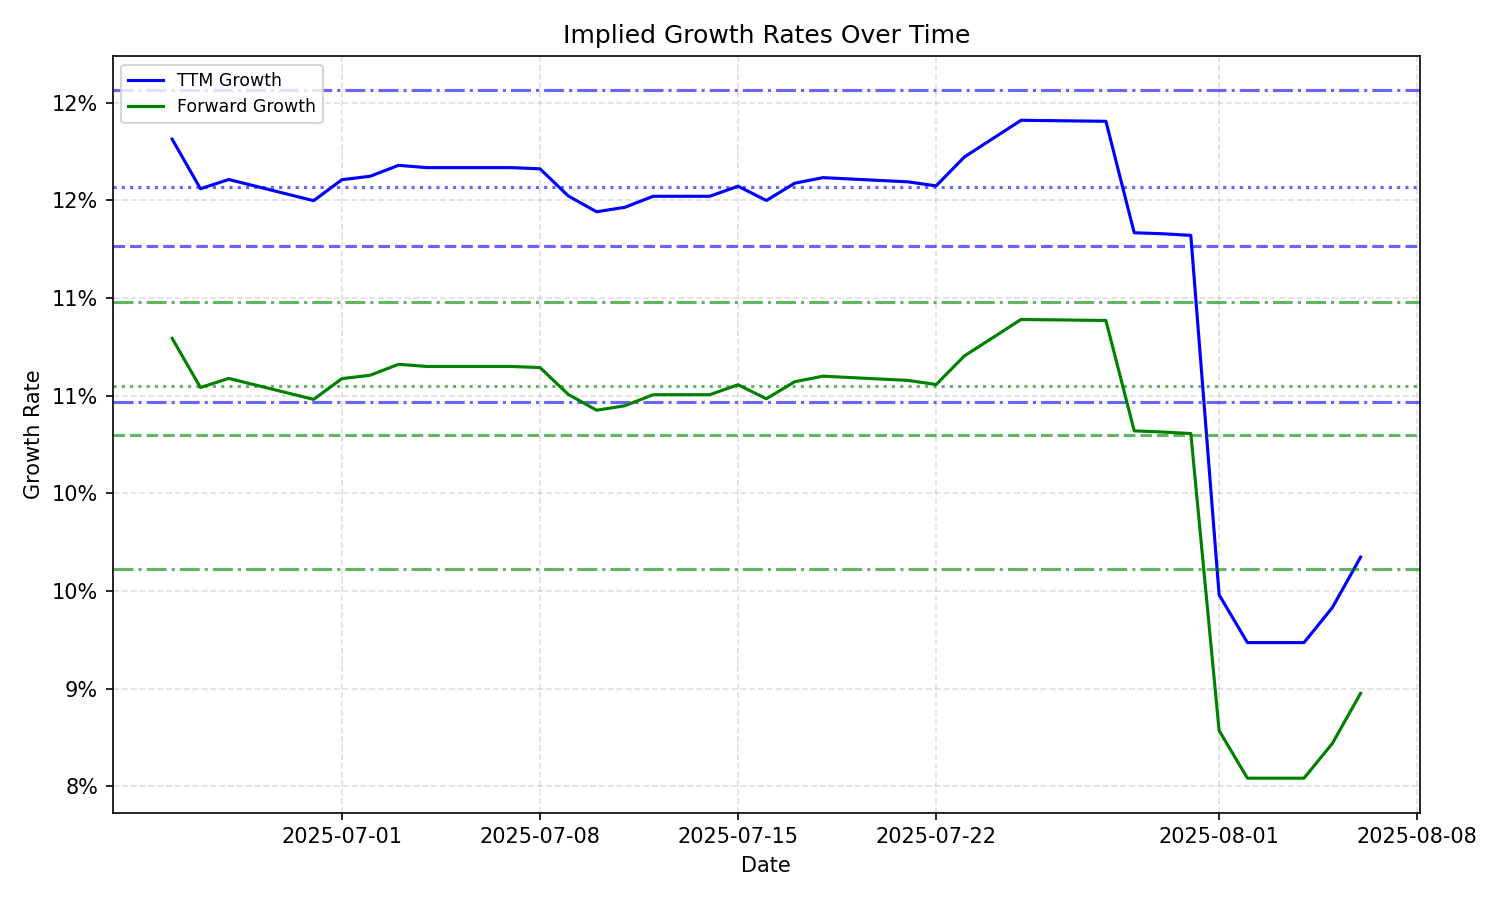 Implied Growth Rates Over Time
TTM Growth
Forward Growth
12%
12%
11%
11%
10%
10%
9%
8%
Growth Rate
2025-07-01
2025-07-08
2025-07-15
2025-07-22
2025-08-01
2025-08-08
Date